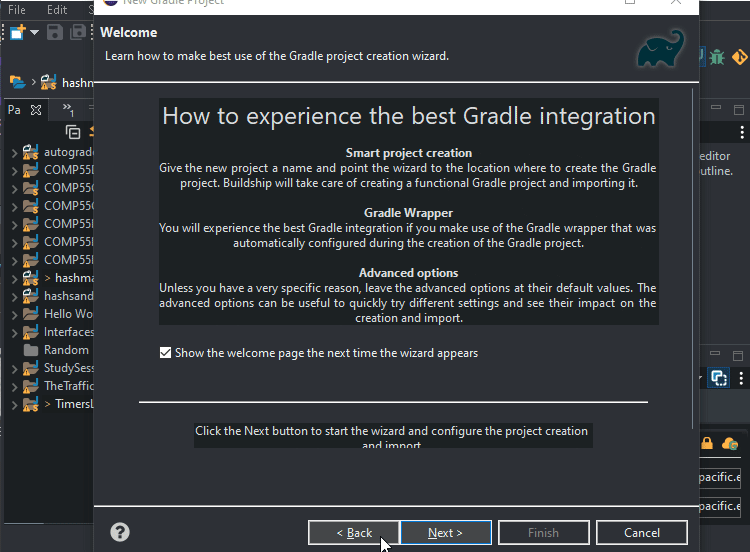 New Gradle Project
File Edit S
Welcome
Learn how to make best use of the Gradle project creation wizard.
hashm
Pa
»1
How to experience the best Gradle integration
Smart project creation
Give the new project a name and point the wizard to the location where to create the Gradle
project. Buildship will take care of creating a functional Gradle project and importing it.
Gradle Wrapper
You will experience the best Gradle integration if you make use of the Gradle wrapper that was
automatically configured during the creation of the Gradle project.
Advanced options
Unless you have a very specific reason, leave the advanced options at their default values. The
advanced options can be useful to quickly try different settings and see their impact on the
creation and import.
Show the welcome page the next time the wizard appears
Click the Next button to start the wizard and configure the project creation
and import
< Back
Next >
Finish
Cancel
autograde
COMP55
COMP55
COMP55
COMP55
COMP55
COMP55
> hashma
hashsand
Hello Wo
Interfaces
Random
StudySess
TheTraffic
> TimersL
editor
outline.
pacific.e
pacific.e